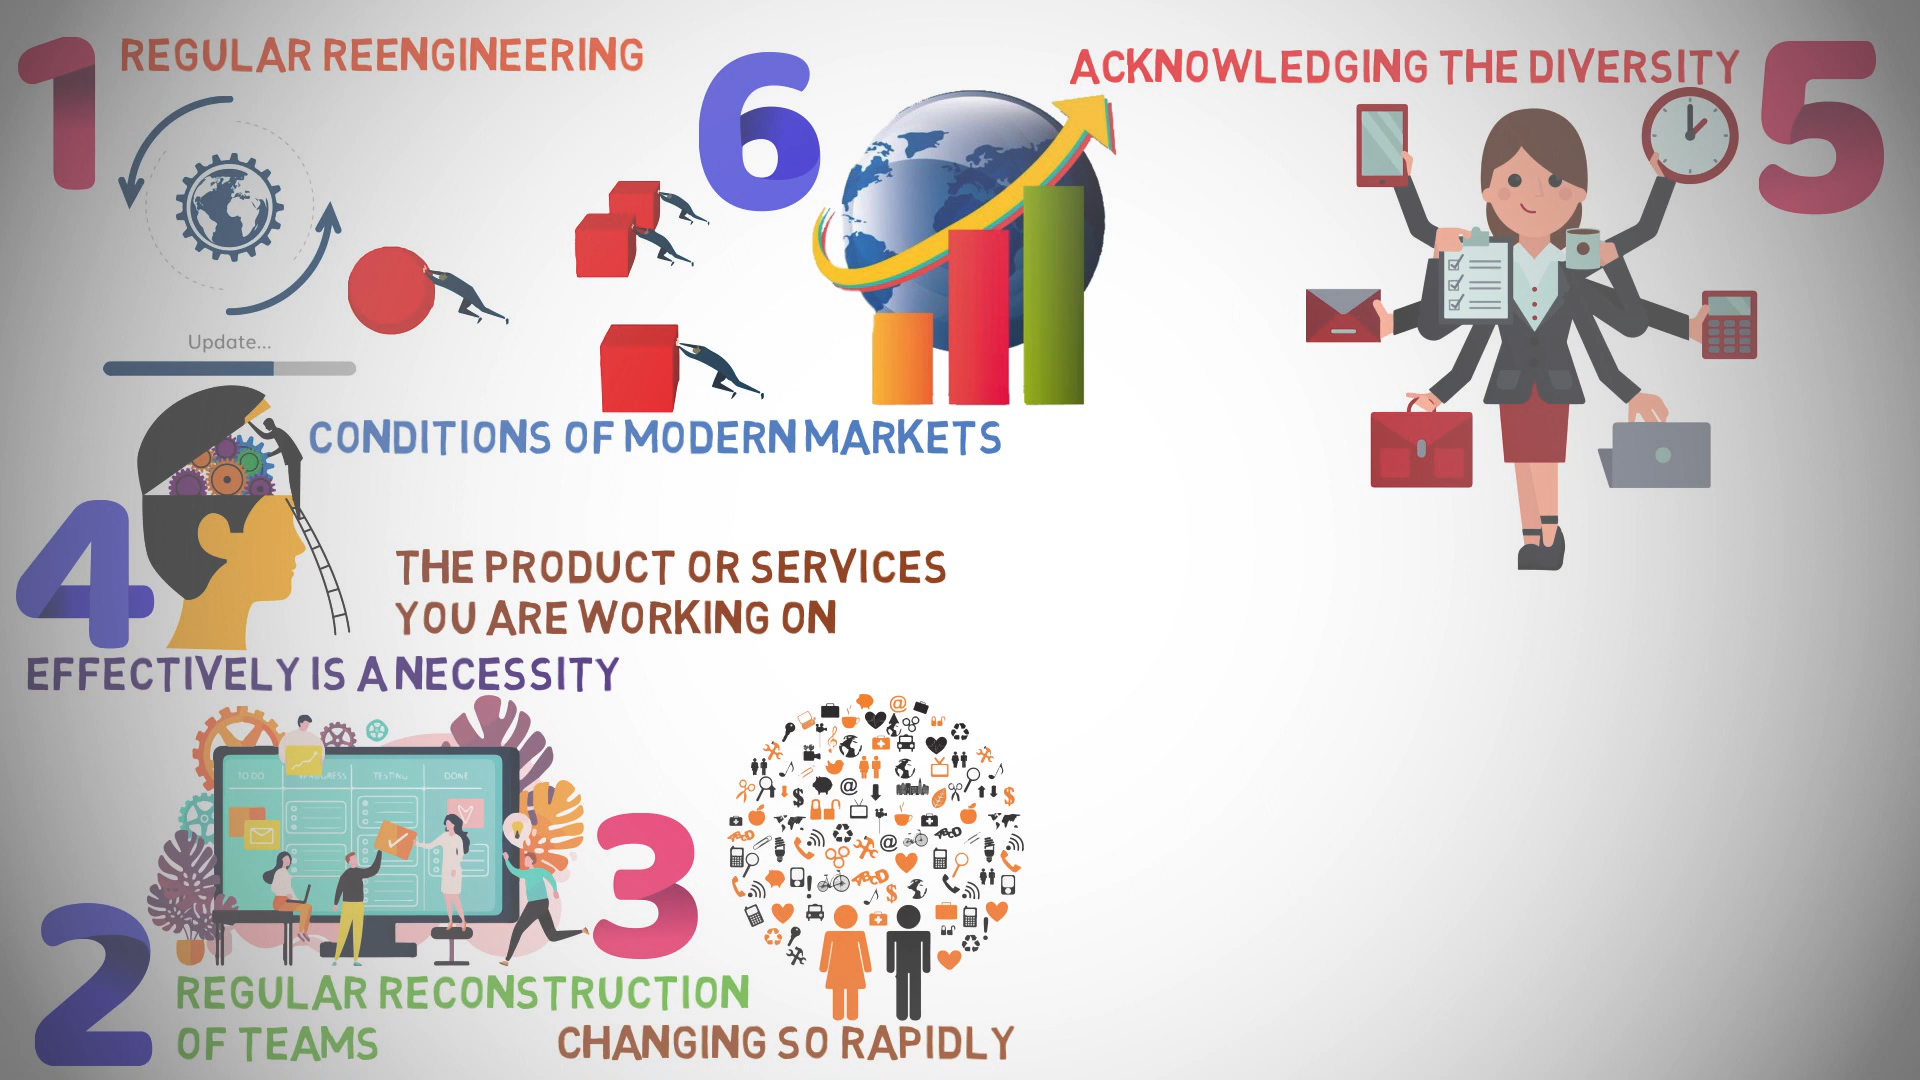 1
REGULAR REENGINEERING
Update...
6
CONDITIONS OF MODERN MARKETS
ACKNOWLEDGING THE DIVERSITY
5
4
THE PRODUCT OR SERVICES
YOU ARE WORKING ON
EFFECTIVELY IS A NECESSITY
TO DO
TESTING
DONE
2
REGULAR RECONSTRUCTION
OF TEAMS
3
CHANGING SO RAPIDLY